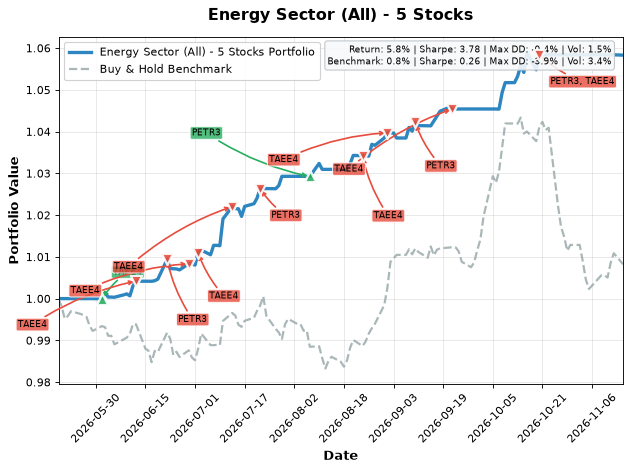 Energy Sector (All) - 5 Stocks
Energy Sector (All) - 5 Stocks Portfolio
Buy & Hold Benchmark
Return: 5.8% | Sharpe: 3.78 | Max DD: -0.4% | Vol: 1.5%
Benchmark: 0.8% | Sharpe: 0.26 | Max DD: -3.9% | Vol: 3.4%
1.06
1.05
1.04
1.03
1.02
1.01
1.00
0.99
0.98
Portfolio Value
PETR3, TAEE4
PETR3
TAEE4
TAEE4
PETR3
TAEE4
PETR3
TAEE4
TAEE4
TAEE4
PETR3
TAEE4
2026-05-30
2026-06-15
2026-07-01
2026-07-17
2026-08-02
2026-08-18
2026-09-03
2026-09-19
2026-10-05
2026-10-21
2026-11-06
Date